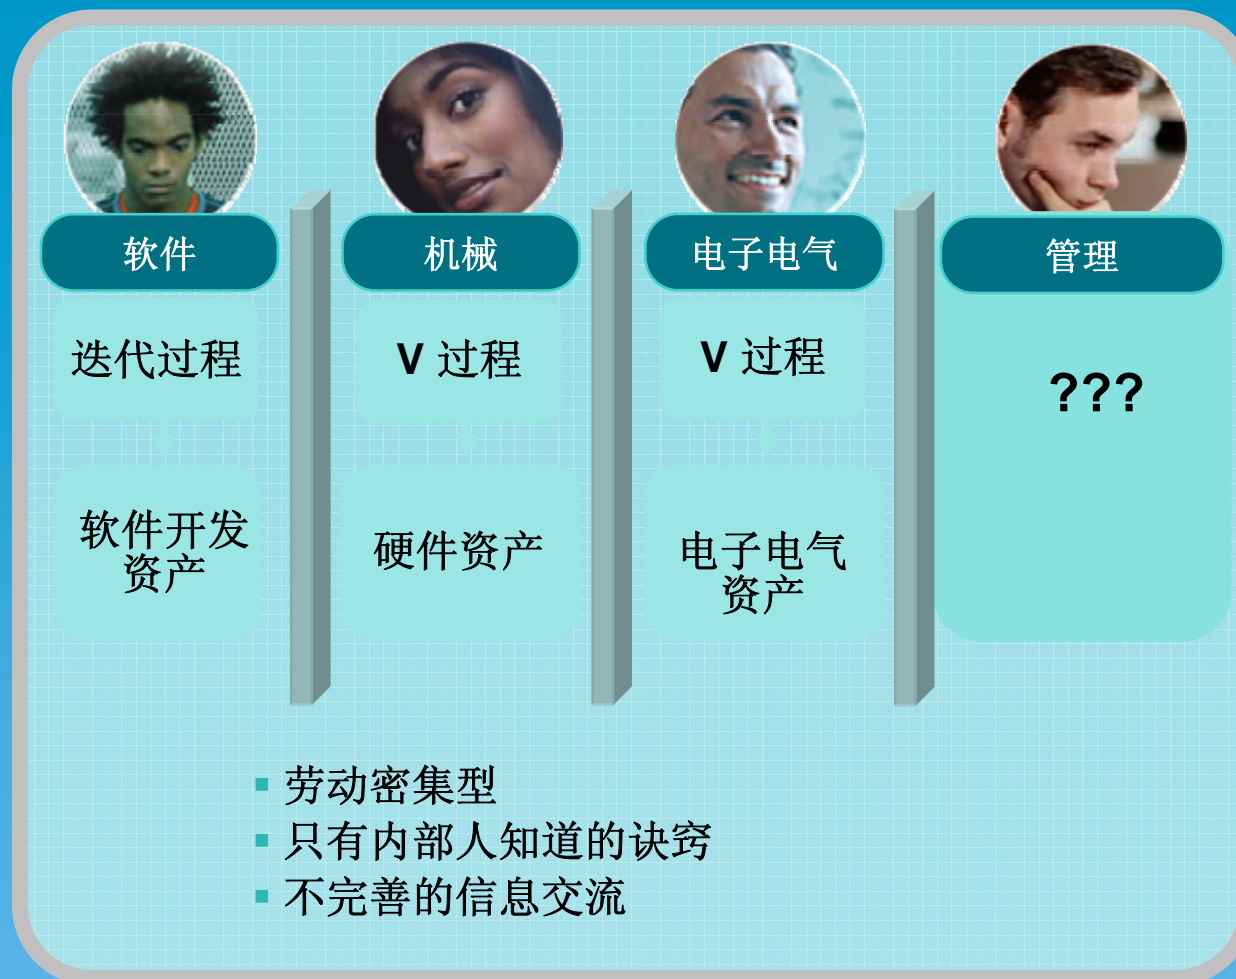 软件
机械
电子电气
管理
迭代过程
V 过程
V 过程
???
软件开发
资产
硬件资产
电子电气
资产
劳动密集型
只有内部人知道的诀窍
不完善的信息交流